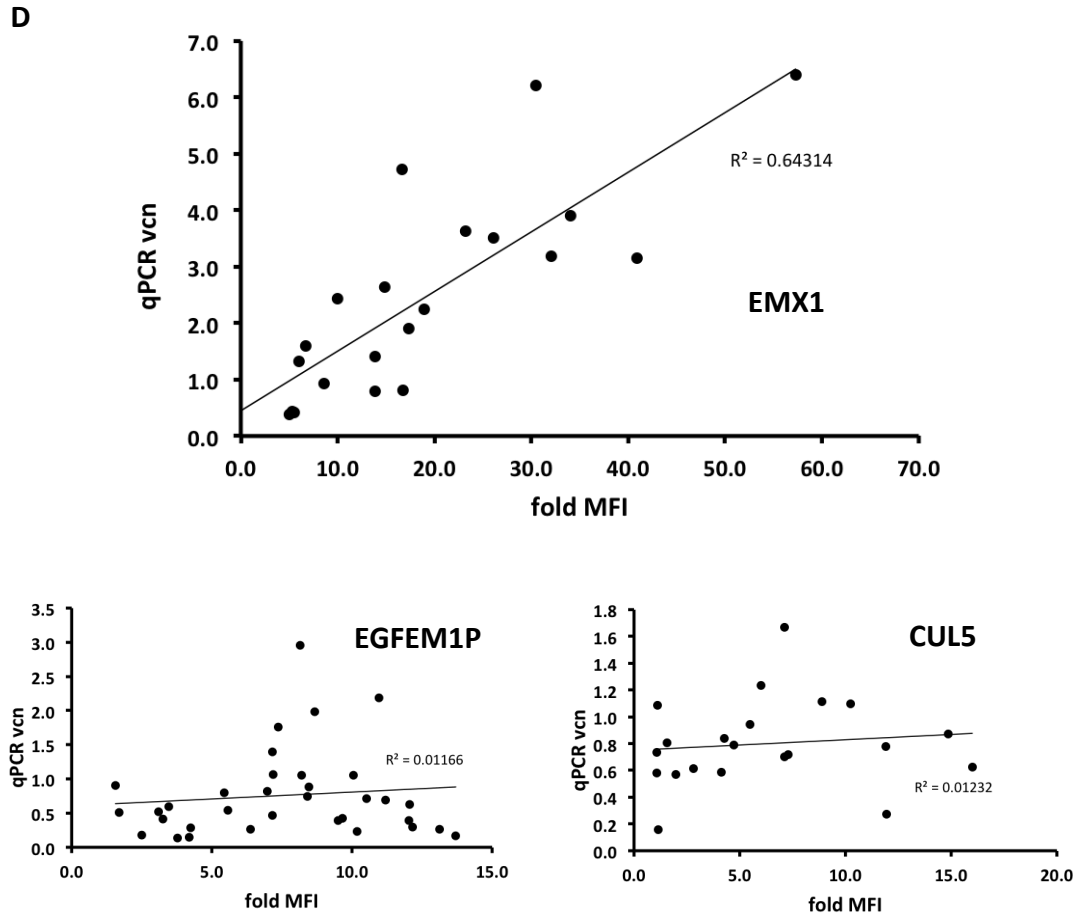 D
7.0
6.0
5.0
4.0
3.0
2.0
1.0
0.0
qPCR vcn
R² = 0.64314
EMX1
0.0 10.0 20.0 30.0 40.0 50.0 60.0 70.0
fold MFI
3.5
3.0
2.5
2.0
1.5
1.0
0.5
0.0
qPCR vcn
EGFEM1P
R² = 0.01166
0.0 5.0 10.0 15.0
fold MFI
1.8
1.6
1.4
1.2
1.0
0.8
0.6
0.4
0.2
0.0
qPCR vcn
CUL5
R² = 0.01232
0.0 5.0 10.0 15.0 20.0
fold MFI